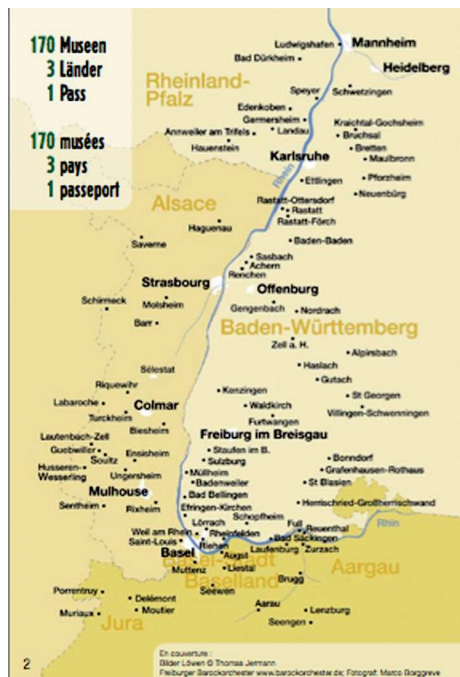 170 Museen
3 Länder
1 Pass
170 musées
3 pays
1 passeport
Ludwigshafen
Mannheim
Bad Dürkheim
Heidelberg
Rheinland-
Pfalz
Speyer
Schwetzingen
Edenkoben
Germersheim
Kraichtal-Gochsheim
Annweiler am Trifels
Landau
Bruchsal
Hauenstein
Bretten
Karlsruhe
Maulbronn
Rhein
Ettlingen
Pforzheim
Neuenbürg
Alsace
Rastatt-Ottersdorf
Rastatt
Rastatt-Förch
Haguenau
Saverne
Baden-Baden
Sasbach
Achern
Renchen
Strasbourg
Offenburg
Schirmeck
Molsheim
Gengenbach
Nordrach
Barr
Baden-Württemberg
Zell a. H.
Alpirsbach
Sélestat
Haslach
Gutach
Riquewihr
Kenzingen
St Georgen
Labaroche
Colmar
Waldkirch
Villingen-Schwenningen
Turckheim
Furtwangen
Biesheim
Freiburg im Breisgau
Lautenbach-Zell
Guebwiller
Staufen im B.
Soultz
Ensisheim
Sulzburg
Bonndorf
Husseren-
Wesserling
Müllheim
Grafenhausen-Rothaus
Ungersheim
Badenweiler
St Blasien
Mulhouse
Bad Bellingen
Sentheim
Rixheim
Efringen-Kirchen
Herrischried-Großherrischwand
Schopfheim
Lörrach
Full
Reuenthal
Rhin
Weil am Rhein
Rheinfelden
Saint-Louis
Riehen
Bad Säckingen
Basel
Augst
Laufenburg
Zurzach
Basel-Stadt
Muttenz
Liestal
Baselland
Aargau
Seewen
Brugg
Porrentruy
Delémont
Muriaux
Moutier
Jura
Aarau
Lenzburg
Seengen
2
En couverture :
Bilder Löwen © Thomas Jermann
Freiburger Barockorchester www.barockorchester.de; Fotograf: Marco Borggreve